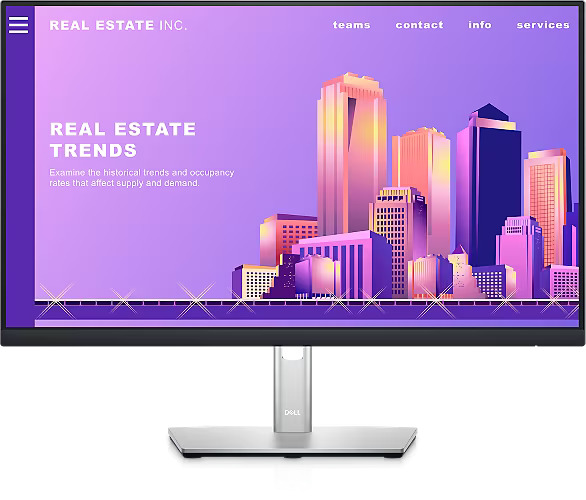 REAL ESTATE INC.
teams contact info services
REAL ESTATE
TRENDS
Examine the historical trends and occupancy
rates that affect supply and demand.
DELL